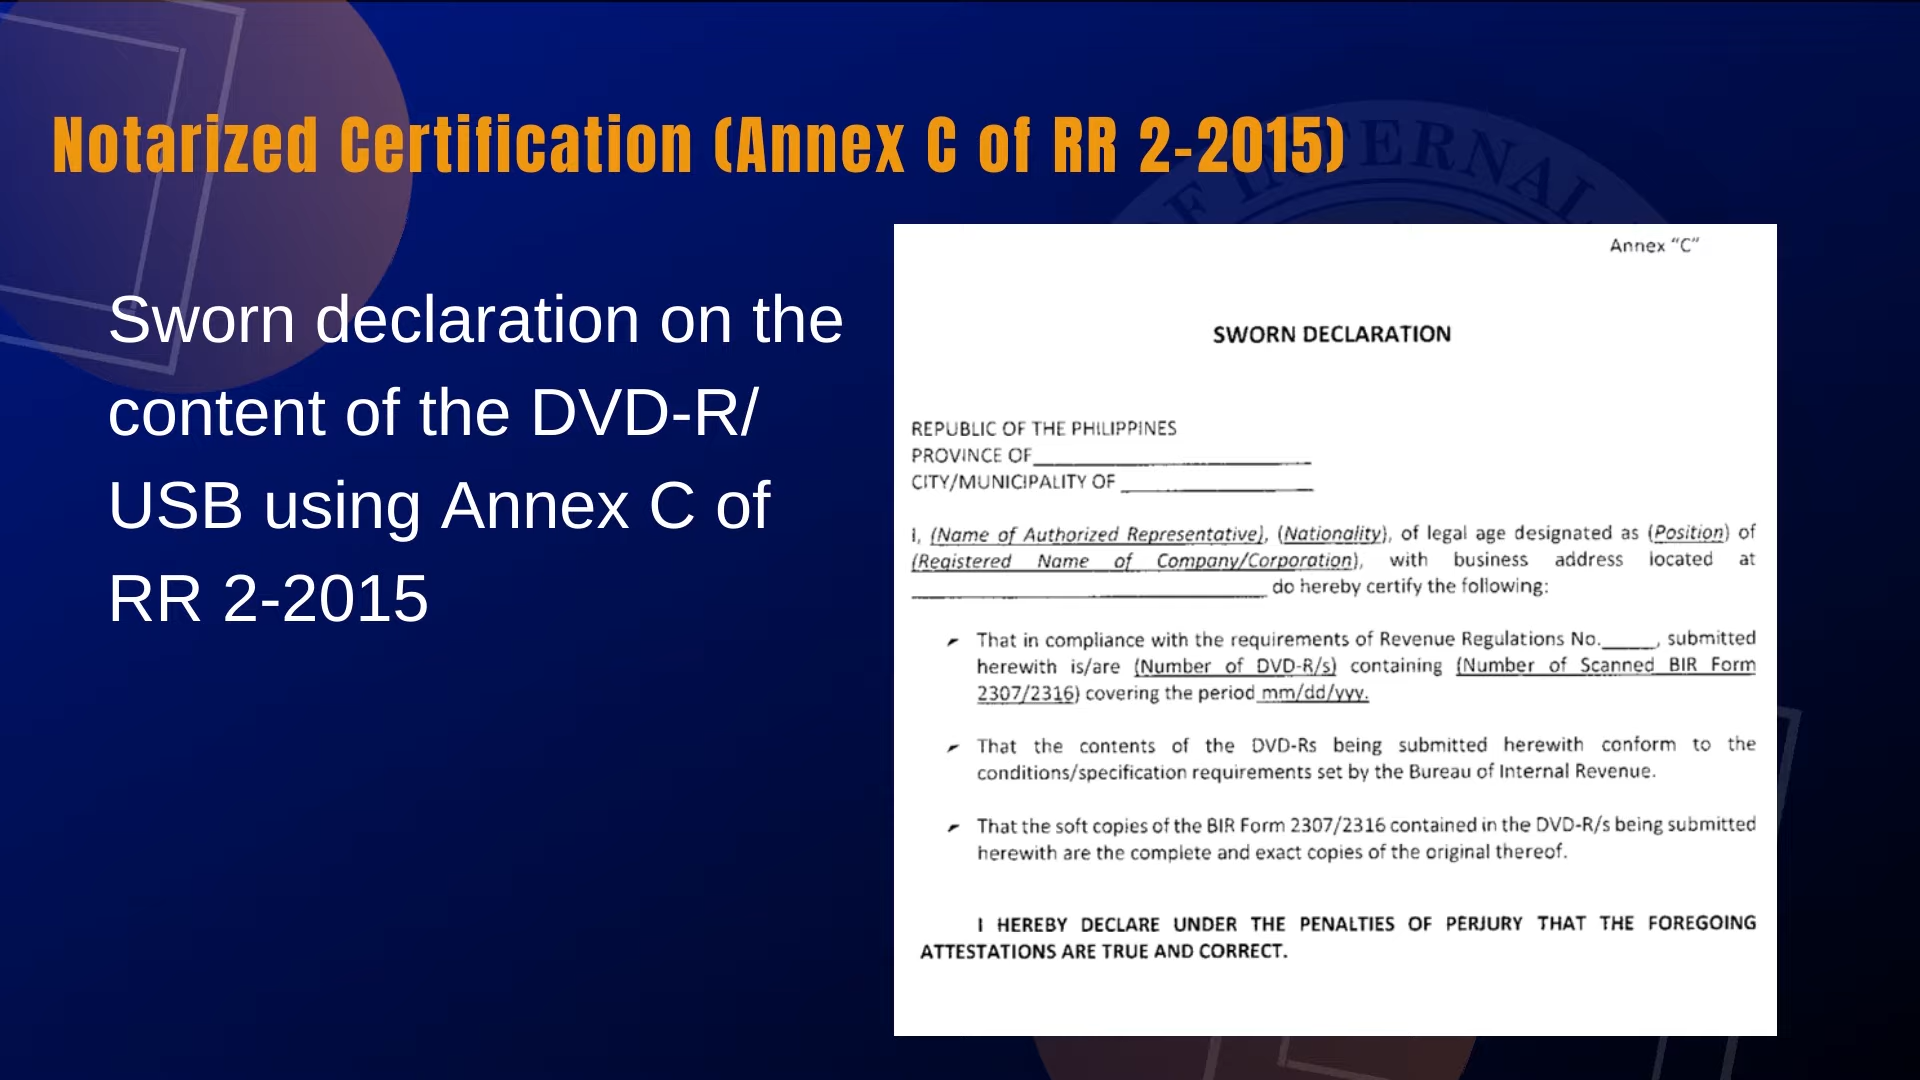 Notarized Certification (Annex C of RR 2-2015)
OF INTERNAL
Sworn declaration on the
content of the DVD-R/
USB using Annex C of
RR 2-2015
Annex “C”
SWORN DECLARATION
REPUBLIC OF THE PHILIPPINES
PROVINCE OF
CITY/MUNICIPALITY OF
I, (Name of Authorized Representative), (Nationality), of legal age designated as (Position) of
(Registered Name of Company/Corporation), with business address located at
do hereby certify the following:
That in compliance with the requirements of Revenue Regulations No._____, submitted
herewith is/are (Number of DVD-R/s) containing (Number of Scanned BIR Form
2307/2316) covering the period mm/dd/yyy.
That the contents of the DVD-Rs being submitted herewith conform to the
conditions/specification requirements set by the Bureau of Internal Revenue.
That the soft copies of the BIR Form 2307/2316 contained in the DVD-R/s being submitted
herewith are the complete and exact copies of the original thereof.
I HEREBY DECLARE UNDER THE PENALTIES OF PERJURY THAT THE FOREGOING
ATTESTATIONS ARE TRUE AND CORRECT.